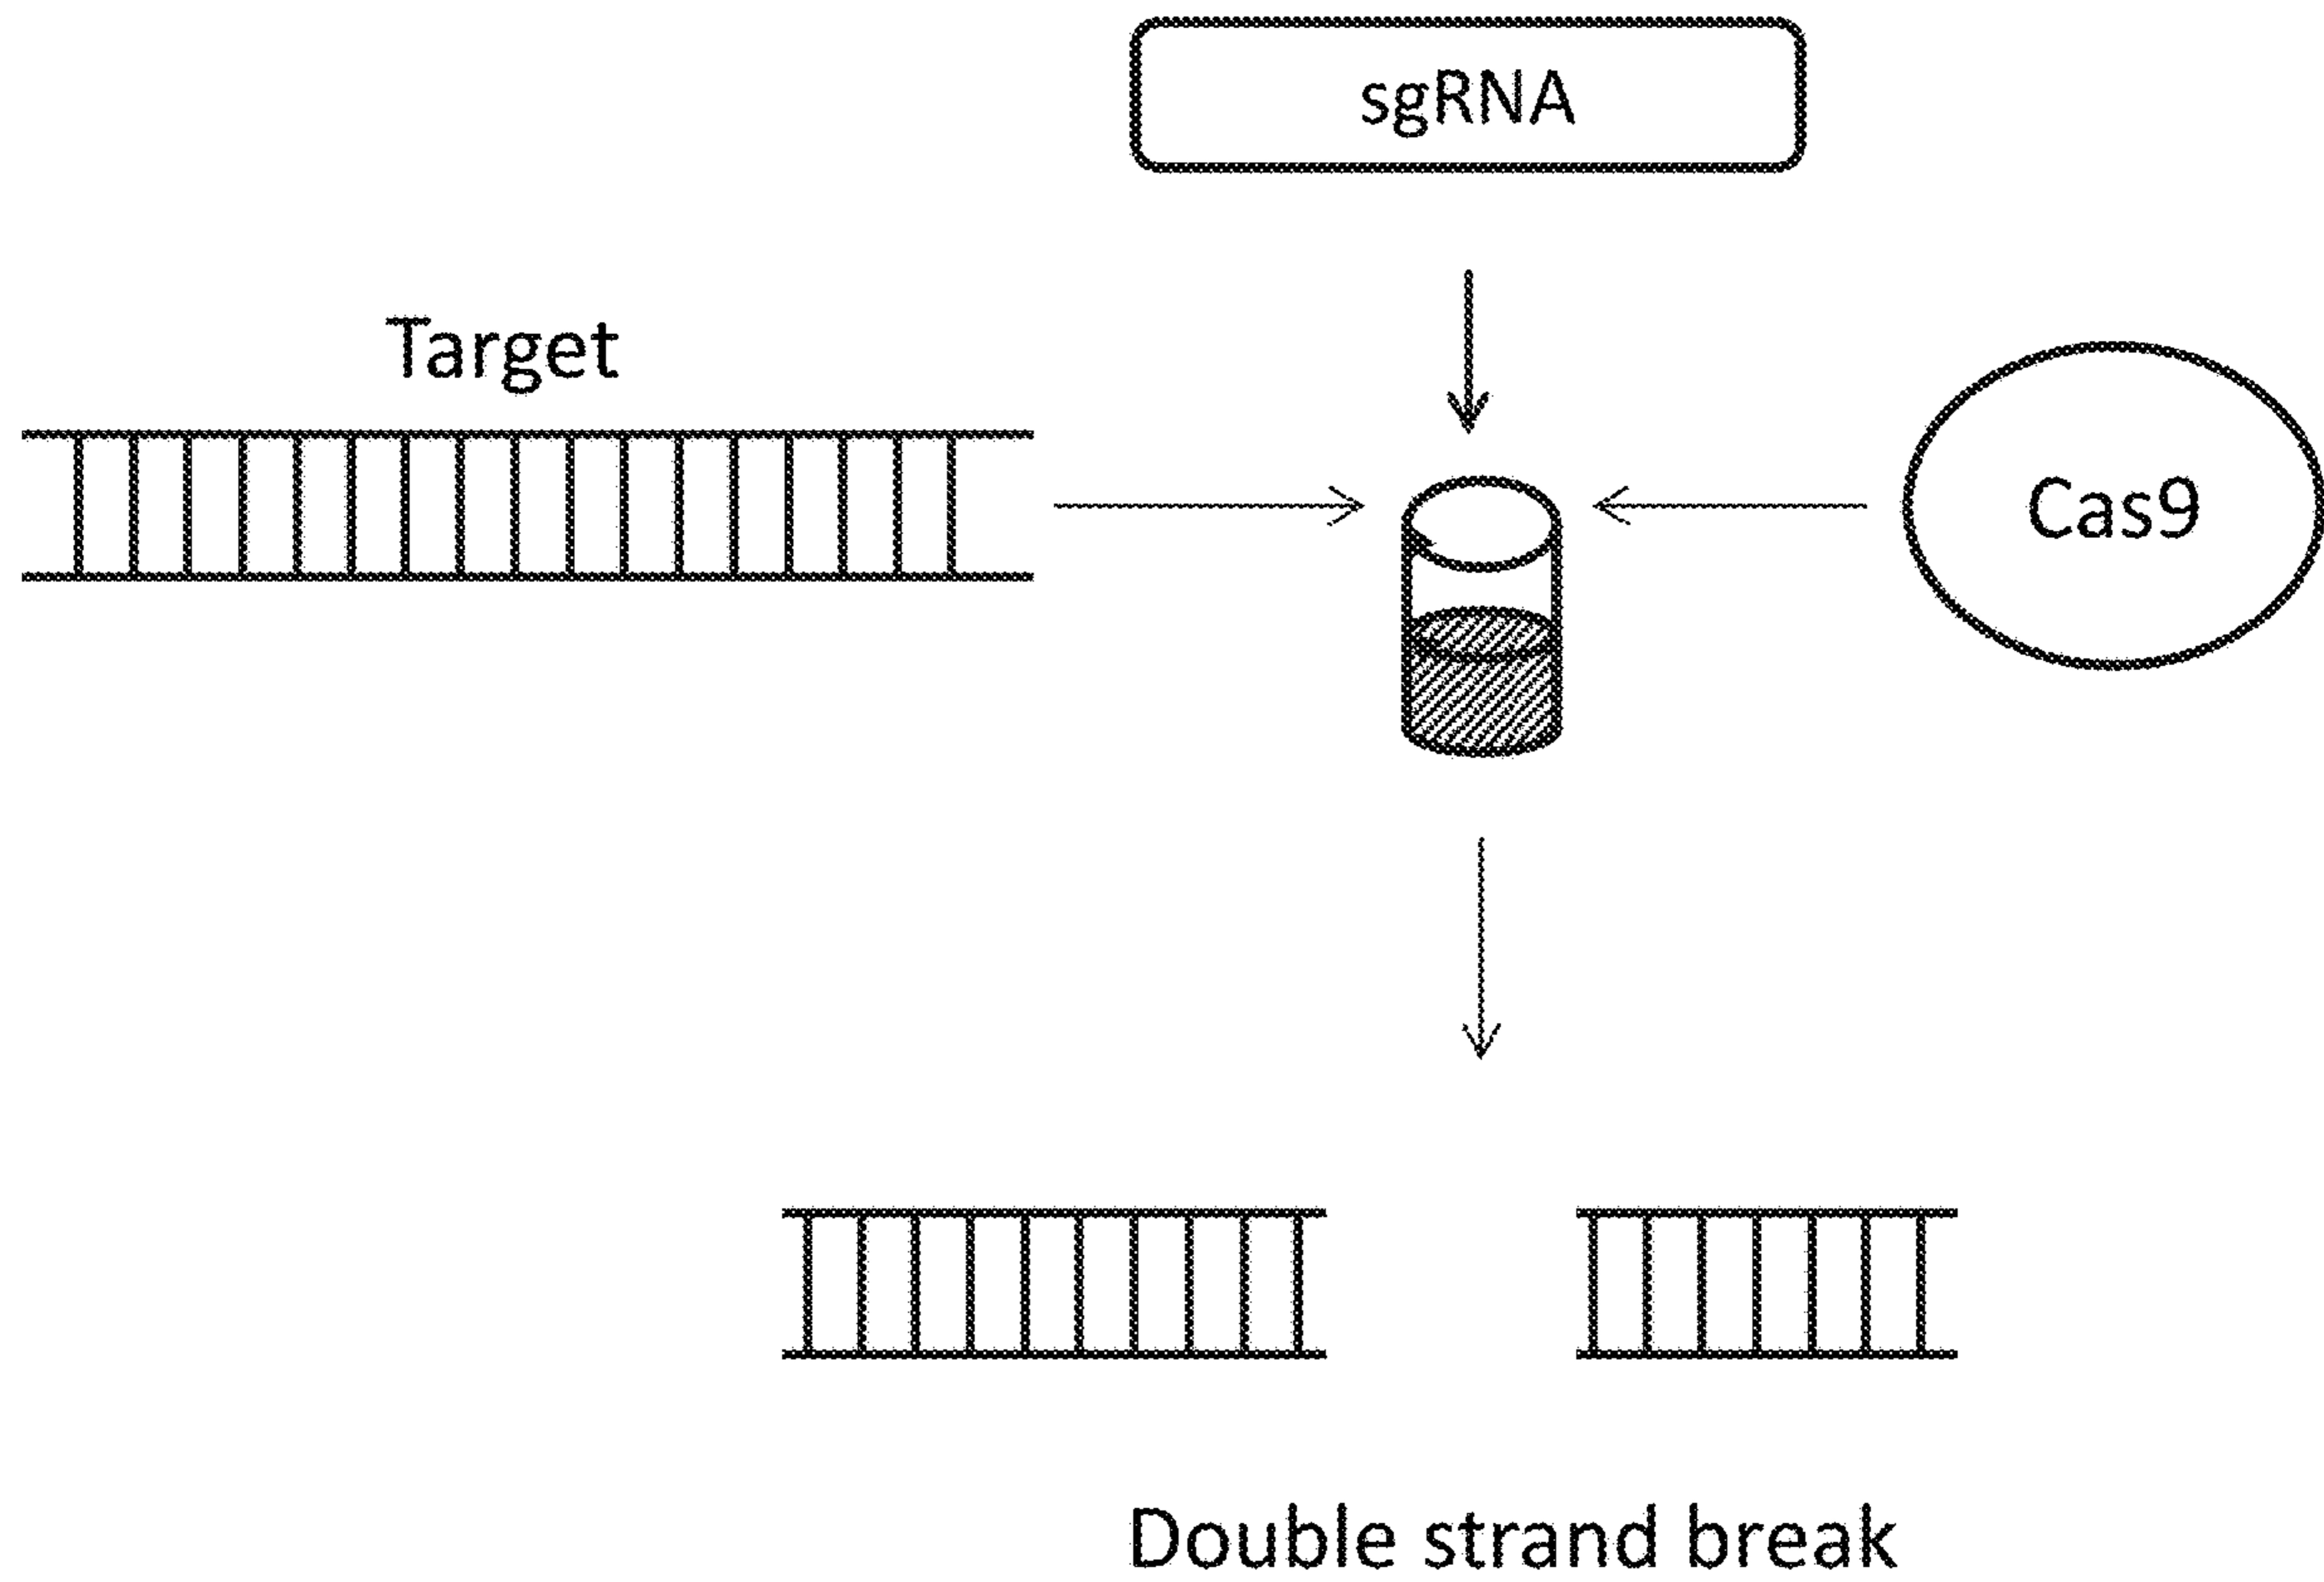 sgRNA
Target
Cas9
Double strand break